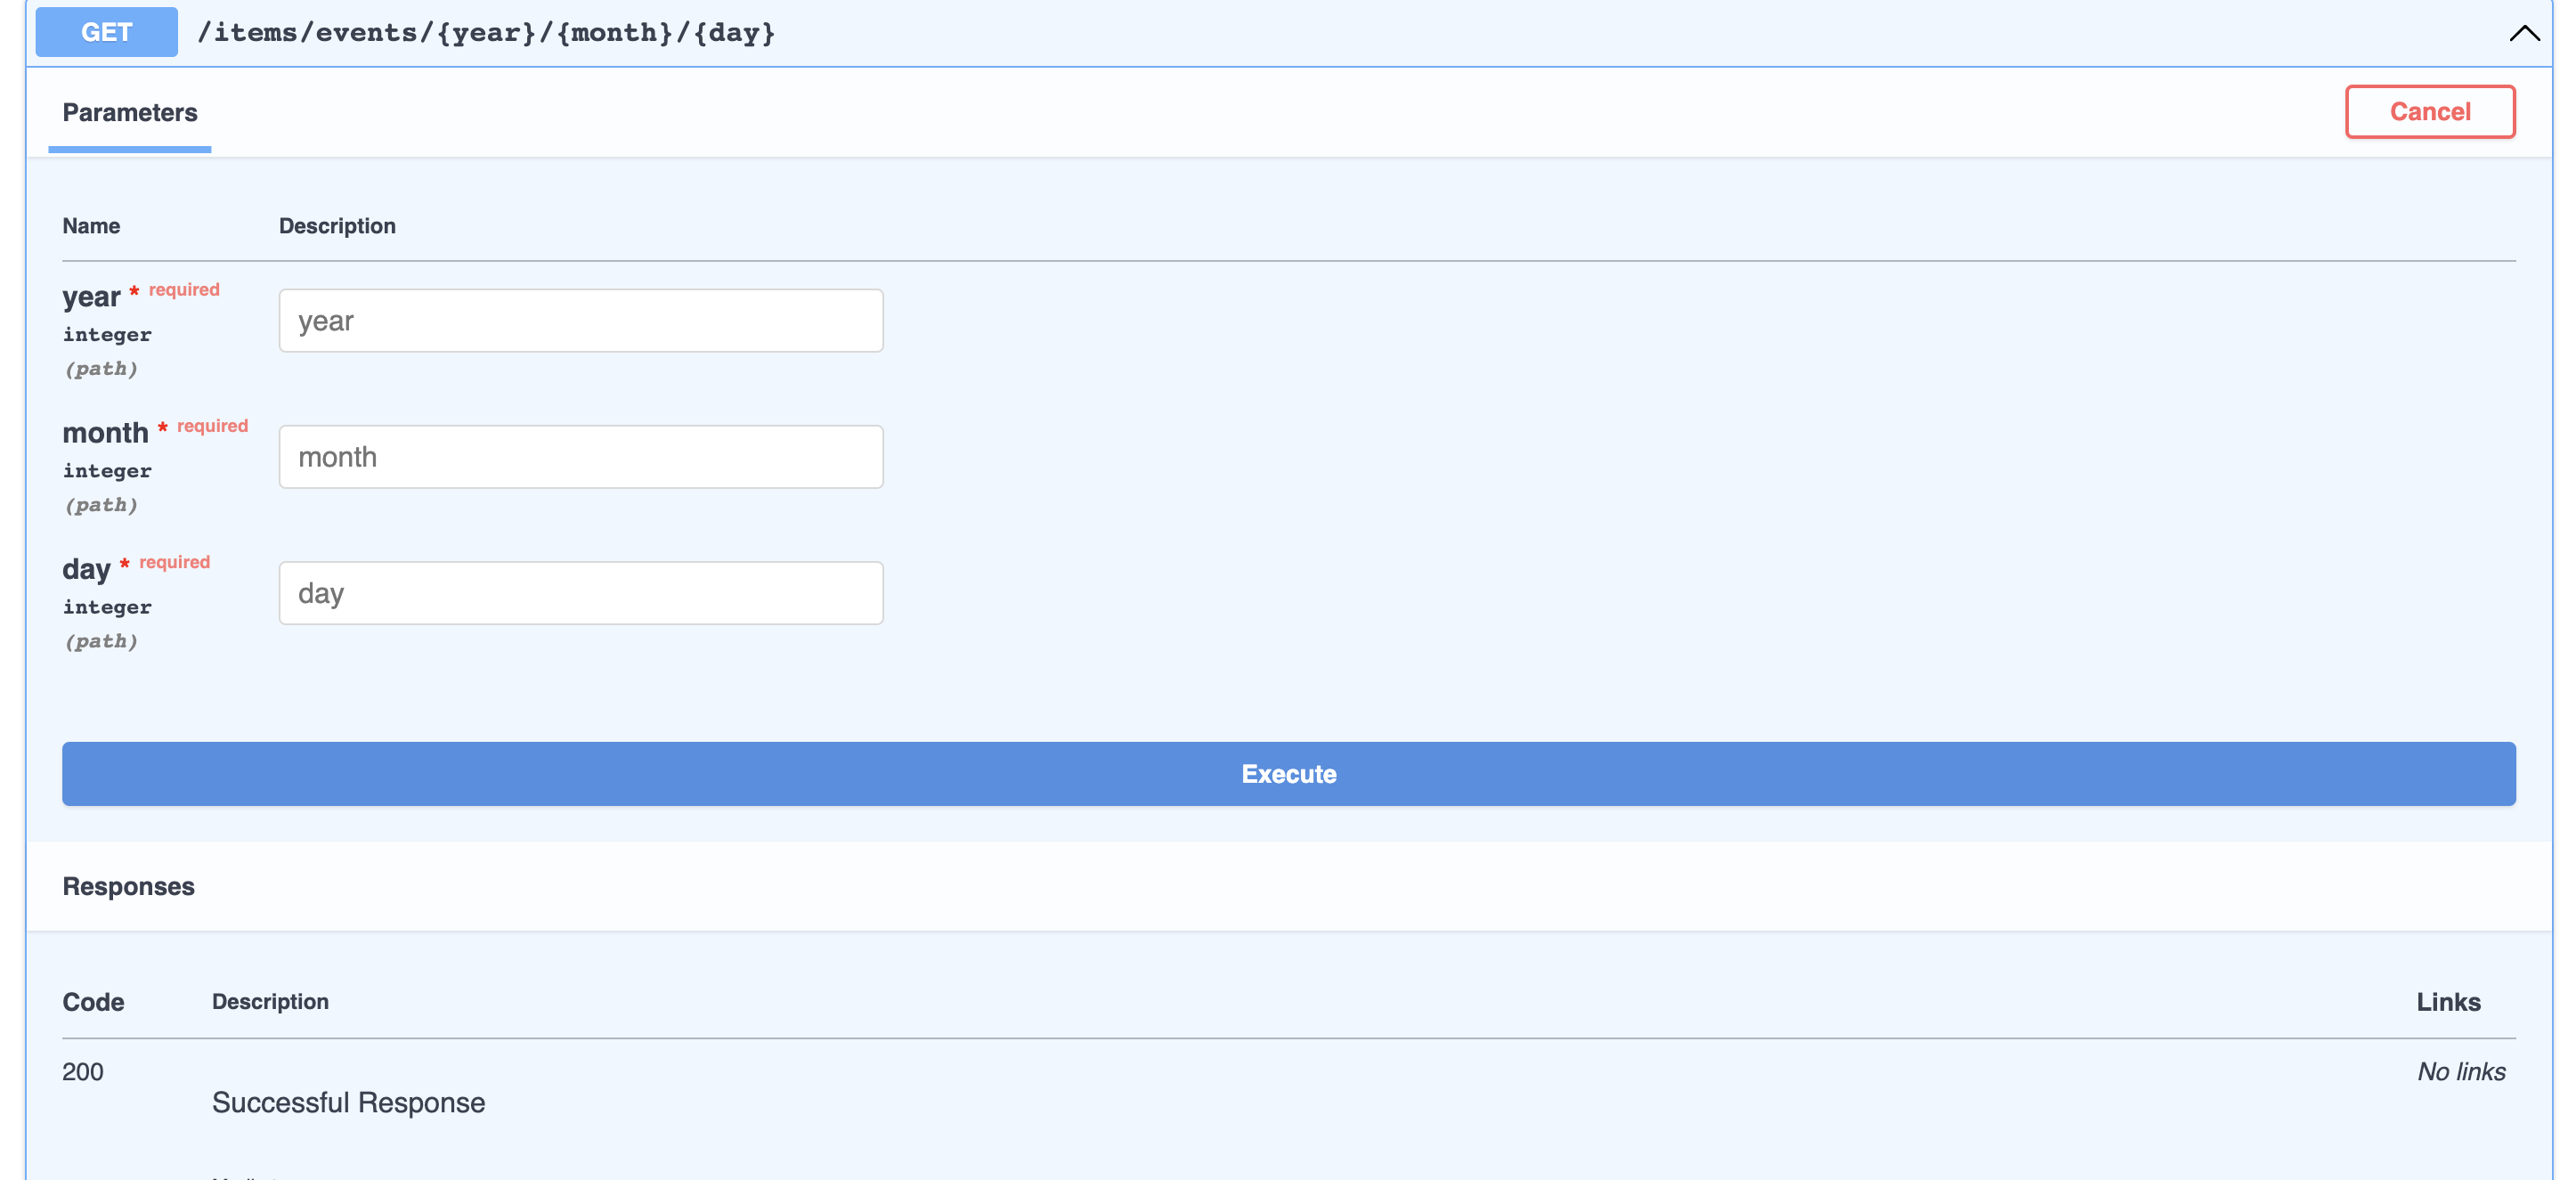 GET /items/events/{year}/{month}/{day}
Parameters
Cancel
Name Description
year * required
integer
(path)
year
month * required
integer
(path)
month
day * required
integer
(path)
day
Execute
Responses
Code Description Links
200 No links
Successful Response